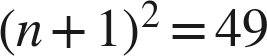 (n + 1)² = 49